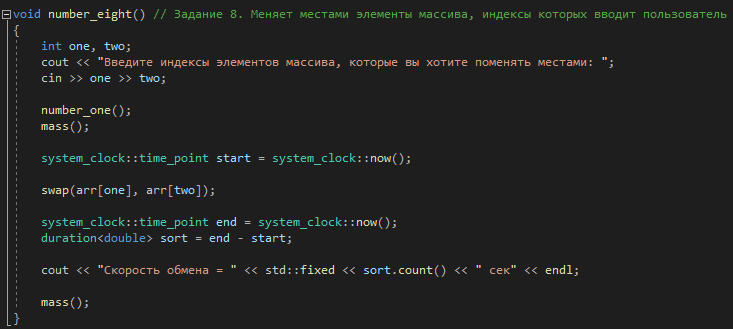 void number_eight() // Задание 8. Меняет местами элементы массива, индексы которых вводит пользователь
{
int one, two;
cout << "Введите индексы элементов массива, которые вы хотите поменять местами: ";
cin >> one >> two;
number_one();
mass();
system_clock::time_point start = system_clock::now();
swap(arr[one], arr[two]);
system_clock::time_point end = system_clock::now();
duration<double> sort = end - start;
cout << "Скорость обмена = " << std::fixed << sort.count() << " сек" << endl;
mass();
}